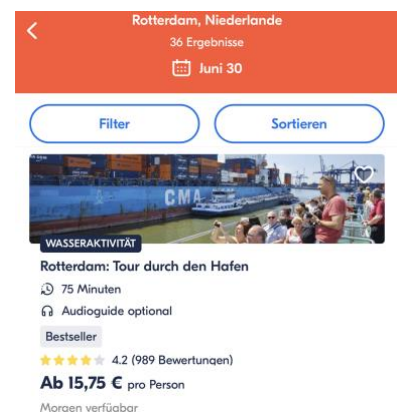 Rotterdam, Niederlande
36 Ergebnisse
Juni 30
Filter
Sortieren
CMA
WASSERAKTIVITÄT
Rotterdam: Tour durch den Hafen
75 Minuten
Audioguide optional
Bestseller
4.2 (989 Bewertungen)
Ab 15,75 € pro Person
Morgen verfügbar